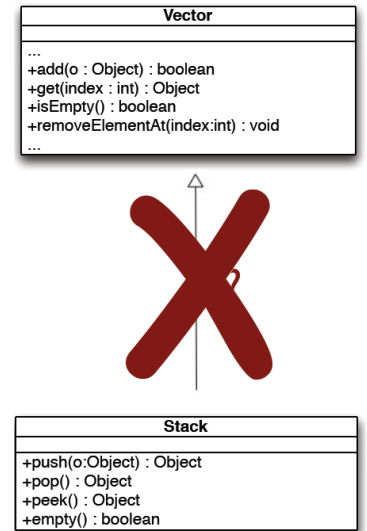 Vector
...
+add(o : Object) : boolean
+get(index : int) : Object
+isEmpty() : boolean
+removeElementAt(index:int) : void
...
Stack
+push(o:Object) : Object
+pop() : Object
+peek() : Object
+empty() : boolean